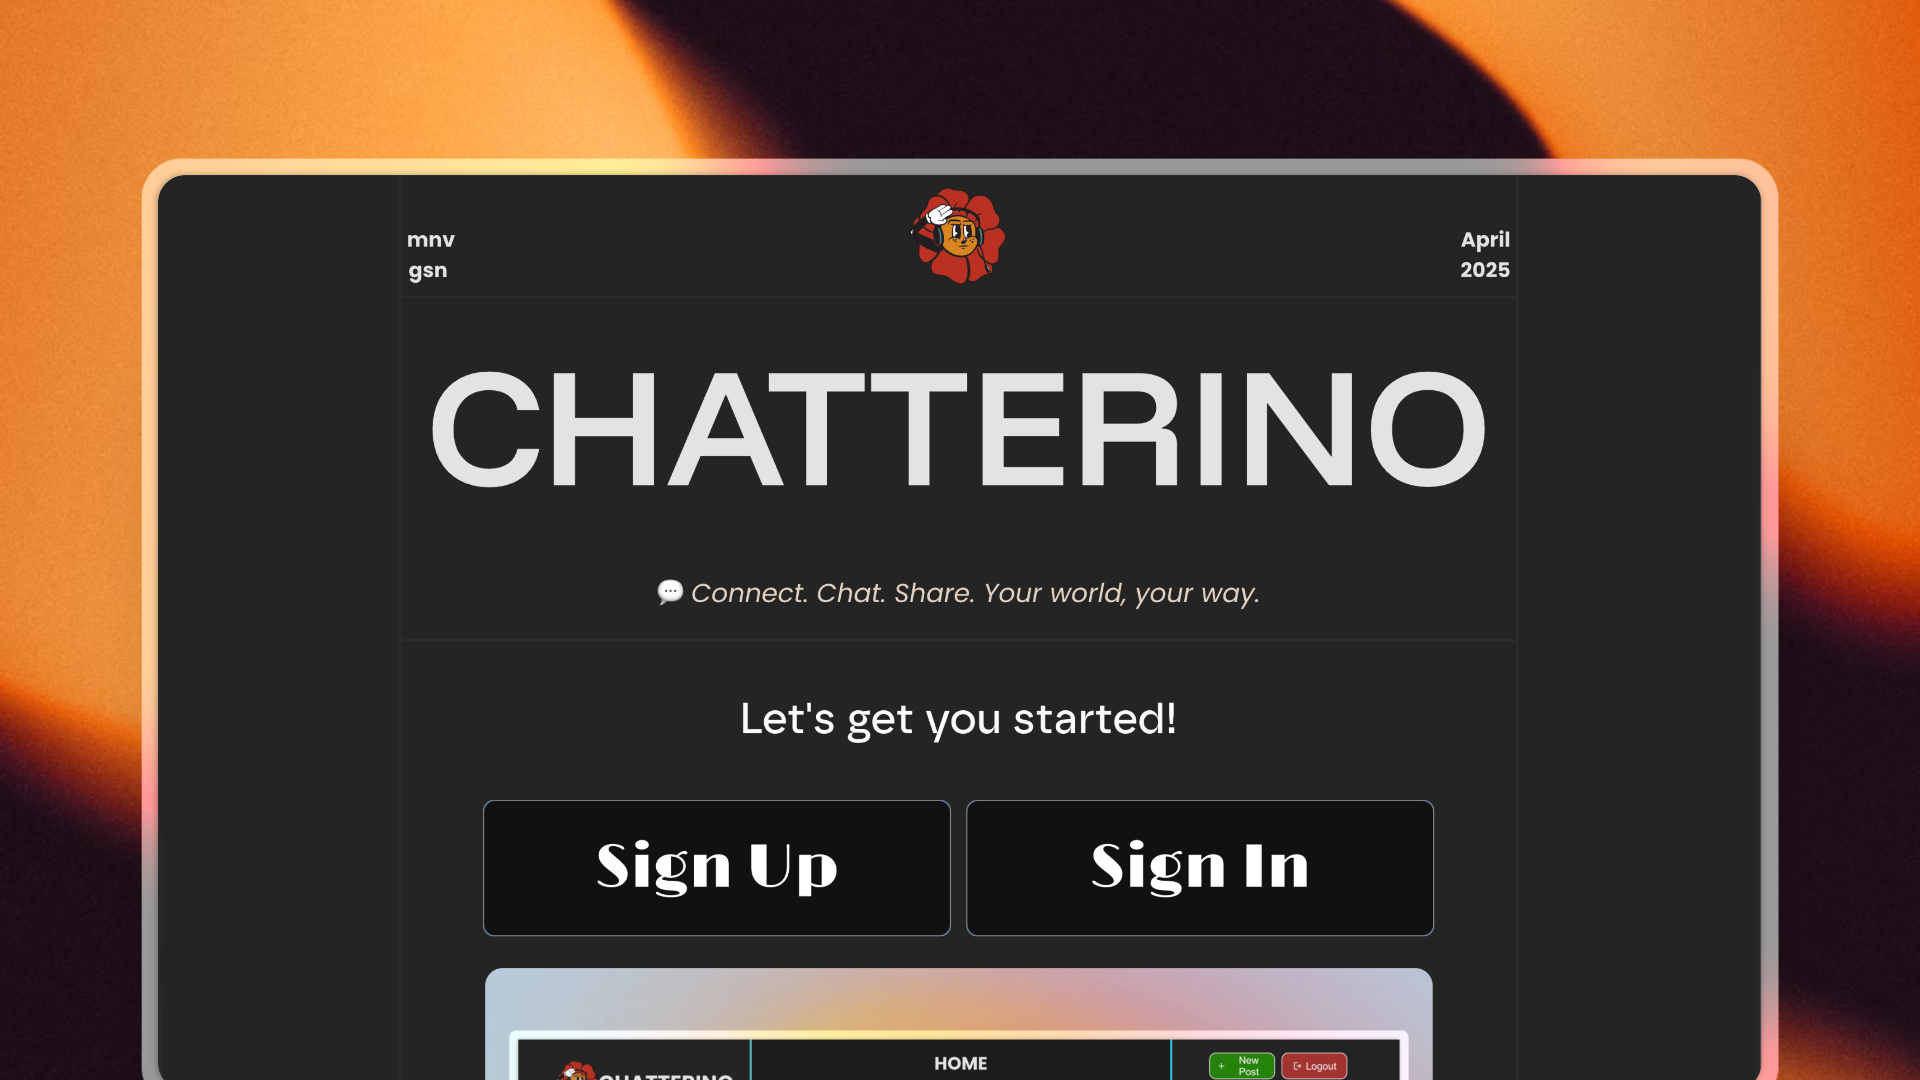 mnv
gsn
April
2025
CHATTERINO
💬 Connect. Chat. Share. Your world, your way.
Let's get you started!
Sign Up
Sign In
CHATTERINO
HOME
+ New
Post
Logout